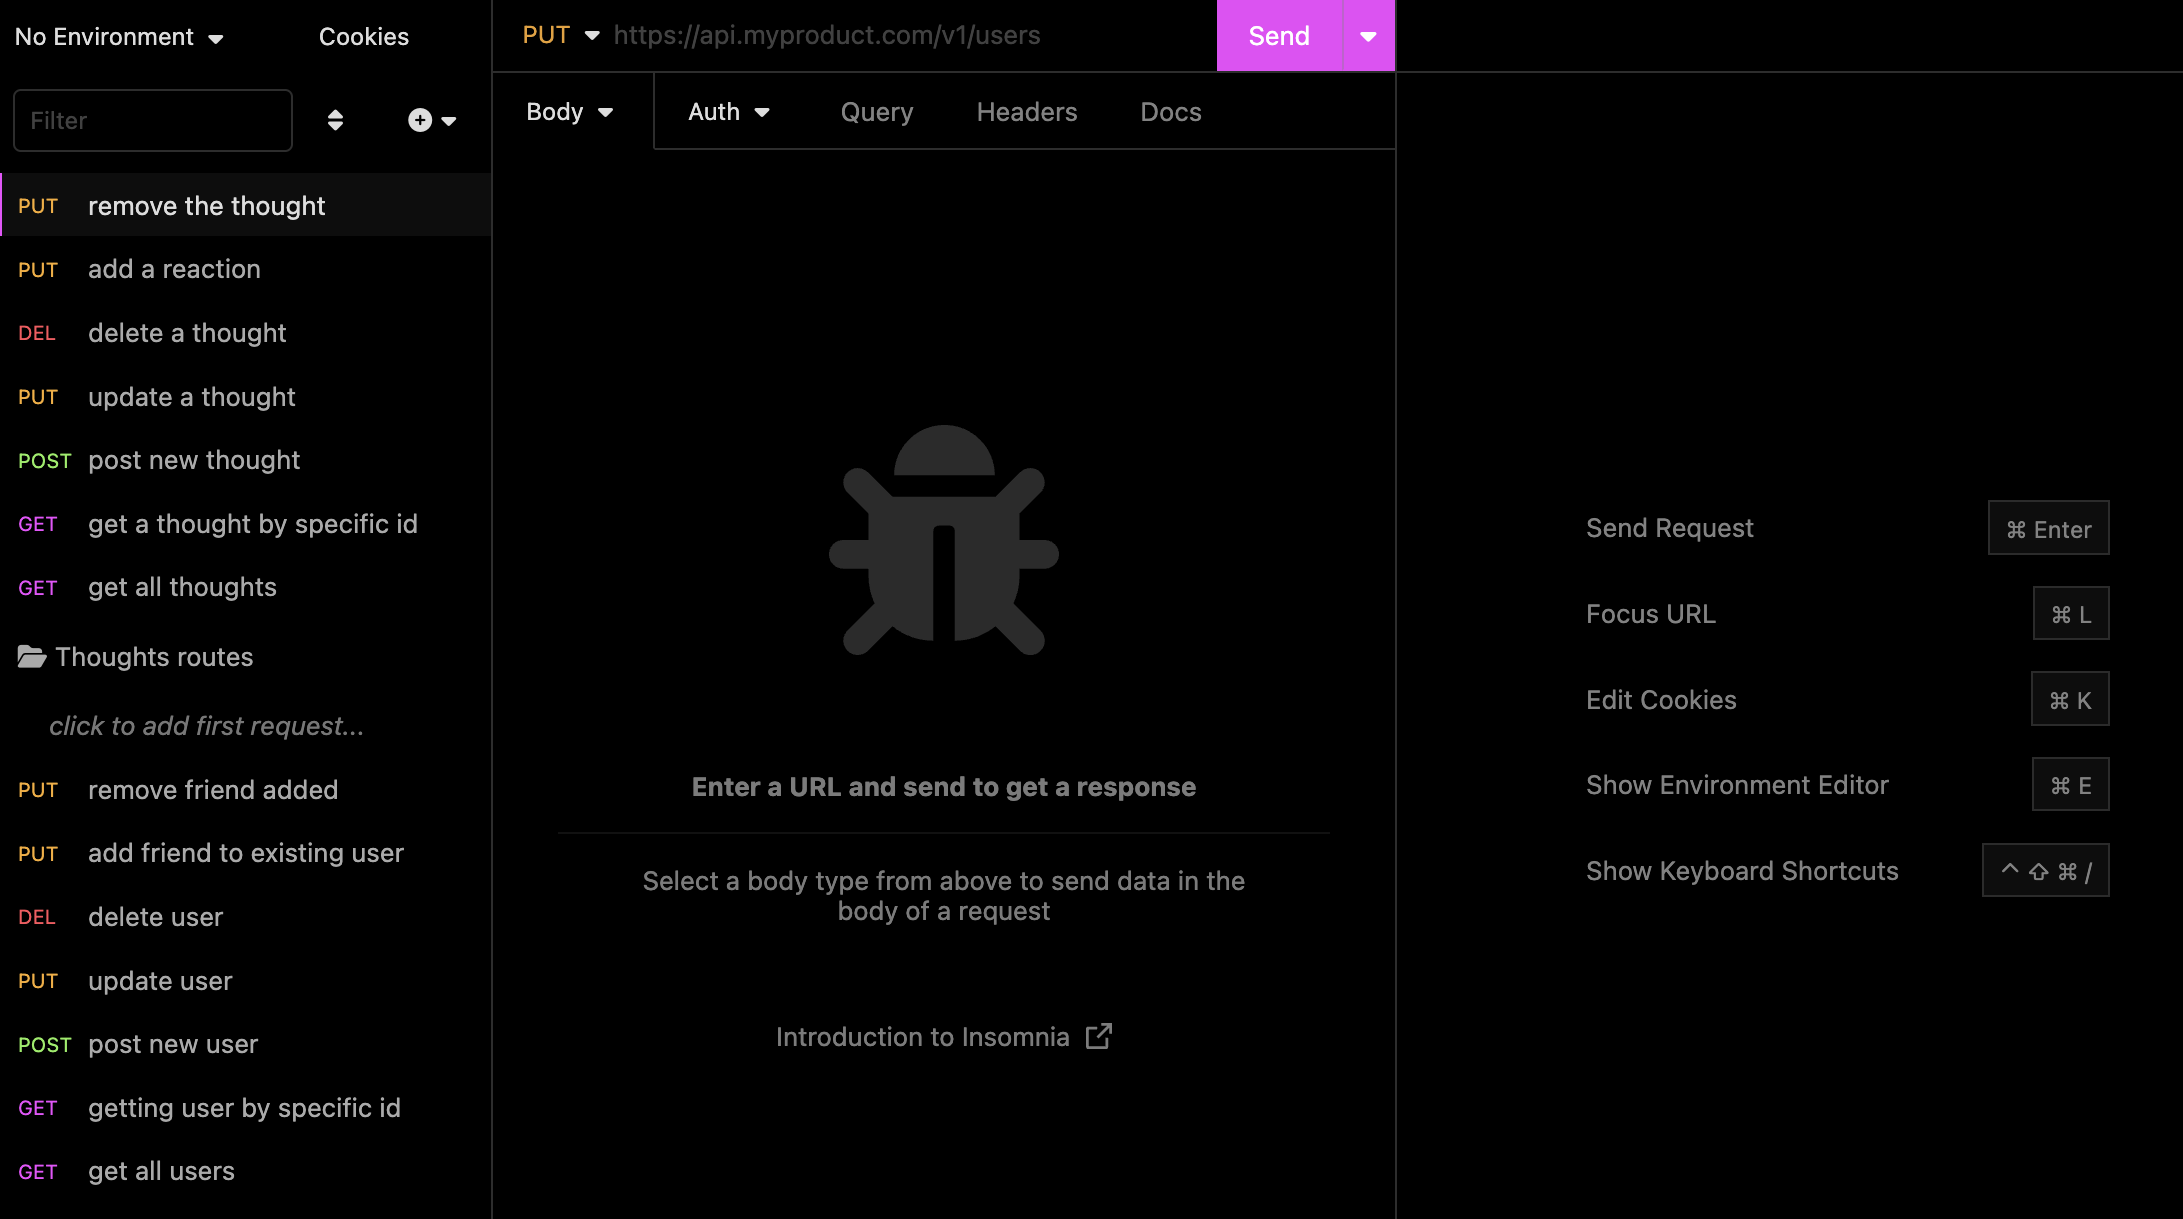 No Environment
Cookies
Filter
PUT remove the thought
PUT add a reaction
DEL delete a thought
PUT update a thought
POST post new thought
GET get a thought by specific id
GET get all thoughts
Thoughts routes
click to add first request...
PUT remove friend added
PUT add friend to existing user
DEL delete user
PUT update user
POST post new user
GET getting user by specific id
GET get all users
PUT https://api.myproduct.com/v1/users
Send
Body Auth Query Headers Docs
Enter a URL and send to get a response
Select a body type from above to send data in the
body of a request
Introduction to Insomnia
Send Request ⌘ Enter
Focus URL ⌘ L
Edit Cookies ⌘ K
Show Environment Editor ⌘ E
Show Keyboard Shortcuts ⌃ ⇧ ⌘ /